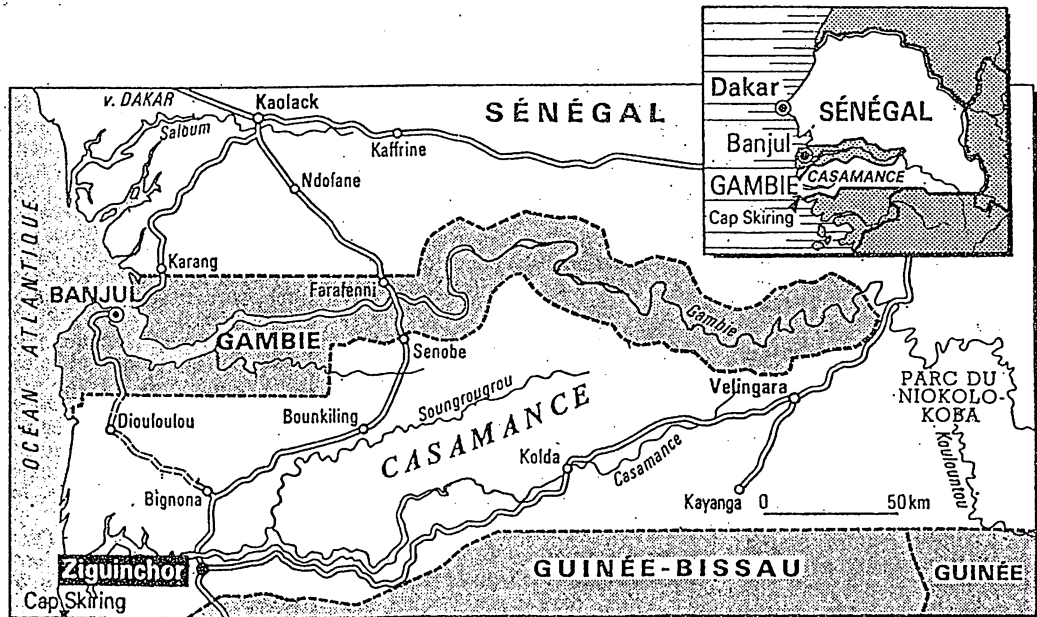 Dakar
Banjul
GAMBIE
Cap Skiring
SÉNÉGAL
CASAMANCE
v. DAKAR
Kaolack
SÉNÉGAL
Saloum
Kaffrine
Ndofane
OCÉAN ATLANTIQUE
Karang
BANJUL
Farafenni
GAMBIE
Gambie
Senobe
Velingara
PARC DU
NIOKOLO-
KOBA
Soungrougrou
Diouloulou
Bounkiling
CASAMANCE
Koulountou
Kolda
Casamance
Bignona
Kayanga
0 50 km
Ziguinchor
GUINÉE-BISSAU
GUINÉE
Cap Skiring